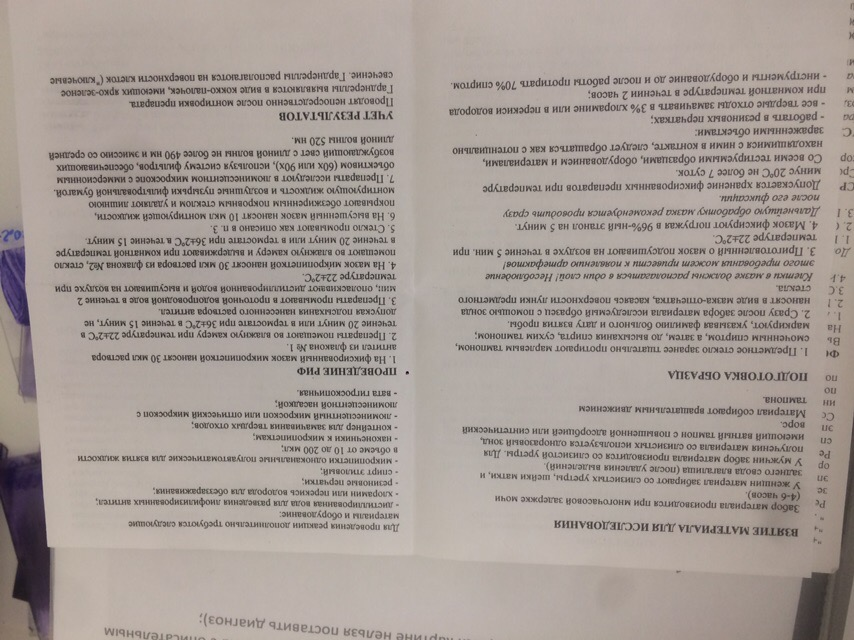 ВЗЯТИЕ МАТЕРИАЛА ДЛЯ ИССЛЕДОВАНИЯ
Забор материала производится при многочасовой задержке мочи
(4-6 часов).
У женщин материал забирают со слизистых уретры, шейки матки, и
заднего свода влагалища (после удаления выделений).
У мужчин забор материала производится со слизистой уретры. Для
получения материала со слизистых используется одноразовый зонд,
имеющий ватный тампон с повышенной адсорбцией или синтетический
ворс.
Материал собирают вращательным движением
тампона.
ПОДГОТОВКА ОБРАЗЦА
1. Предметное стекло заранее тщательно протирают марлевым тампоном,
смоченным спиртом, а затем, до высыхания спирта, сухим тампоном;
маркируют, указывая фамилию больного и дату взятия пробы.
2. Сразу после забора материала исследуемый образец с помощью зонда
наносят в виде мазка-отпечатка, касаясь поверхности лунки предметного
стекла.
Клетки в мазке должны располагаться в один слой! Несоблюдение
этого требования может привести к появлению артефактов!
3. Приготовленный мазок подсушивают на воздухе в течение 5 мин. при
температуре 22±2°С.
4. Мазок фиксируют погружая в 96%-ный этанол на 5 минут.
Дальнейшую обработку мазка рекомендуется проводить сразу
после его фиксации.
Допускается хранение фиксированных препаратов при температуре
минус 20°С не более 7 суток.
Со всеми тестируемыми образцами, оборудованием и материалами,
находящимися с ними в контакте, следует обращаться как с потенциально
зараженными объектами:
- работать в резиновых перчатках;
- все твердые отходы замачивать в 3% хлорамине или в перекиси водорода
при комнатной температуре в течении 2 часов;
- инструменты и оборудование до и после работы протирать 70% спиртом.
Для проведения реакции дополнительно требуются следующие
материалы и оборудование:
- дистиллированная вода для разведения лиофилизированных антител;
- хлорамин или перекись водорода для обеззараживания;
- резиновые перчатки;
- спирт этиловый;
- микропипетки одноканальные полуавтоматические для взятия жидкости
в объеме от 10 до 200 мкл;
- наконечники к микропипеткам;
- контейнер для замачивания твердых отходов;
- люминесцентный микроскоп или оптический микроскоп с
люминесцентной насадкой;
- вата гигроскопичная.
ПРОВЕДЕНИЕ РИФ
1. На фиксированный мазок микропипеткой наносят 30 мкл раствора
антител из флакона № 1.
2. Препараты помещают во влажную камеру при температуре 22±2°С в
течение 20 минут или в термостате при 36±2°С в течение 15 минут, не
допуская подсыхания нанесенного раствора антител.
3. Препараты промывают в проточной водопроводной воде в течение 2
мин, ополаскивают дистиллированной водой и высушивают на воздухе при
температуре 22±2°С.
4. На мазок микропипеткой наносят 30 мкл раствора из флакона №2, стекло
помещают во влажную камеру и выдерживают при комнатной температуре
в течение 20 минут или в термостате при 36±2°С в течение 15 минут.
5. Стекло промывают как описано в п. 3.
6. На высушенный мазок наносят 10 мкл монтирующей жидкости,
покрывают обезжиренным покровным стеклом и удаляют лишнюю
монтирующую жидкость и воздушные пузырьки фильтровальной бумагой.
7. Препараты исследуют в люминесцентном микроскопе с иммерсионным
объективом (60х или 90х), используя систему фильтров, обеспечивающих
возбуждающий свет с длиной волны не более 490 нм и эмиссию со средней
длиной волны 520 нм.
УЧЕТ РЕЗУЛЬТАТОВ
Проводят непосредственно после монтировки препарата.
Гарднереллы выявляются в виде кокко-палочек, имеющих ярко-зеленое
свечение. Гарднереллы располагаются на поверхности клеток ("ключевые
картине нельзя поставить диагноз);
описательным